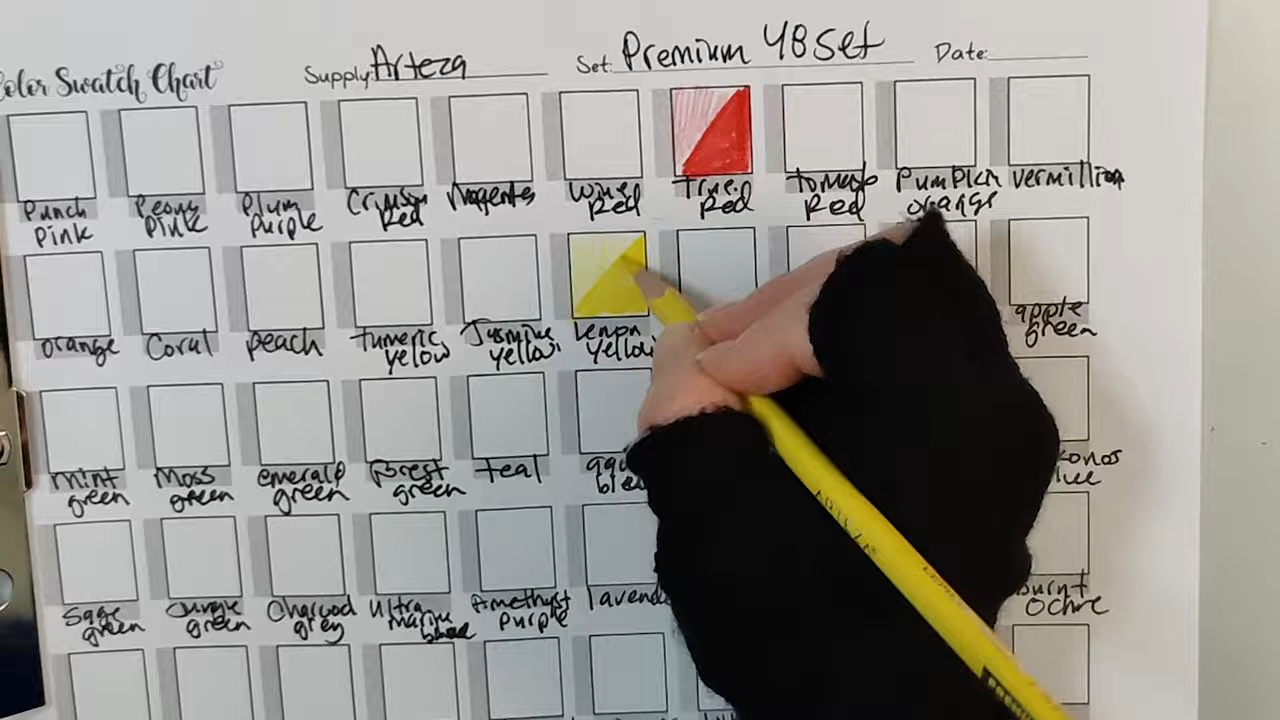 Color Swatch Chart Supply: Arteza Set: Premium 48 Set Date:
Punch Pink
Peony Pink
Plum Purple
Crimson Red
Magenta
Wine Red
True Red
Tomato Red
Pumpkin orange
vermillion
orange
Coral
peach
tumeric yellow
Jasmine yellow
Lemon Yellow
apple green
mint green
Moss green
emerald green
Forest green
teal
Sage green
Jungle green
Charcoal grey
Ultra Marine
Amethyst purple
burnt Ochre
ARTEZA